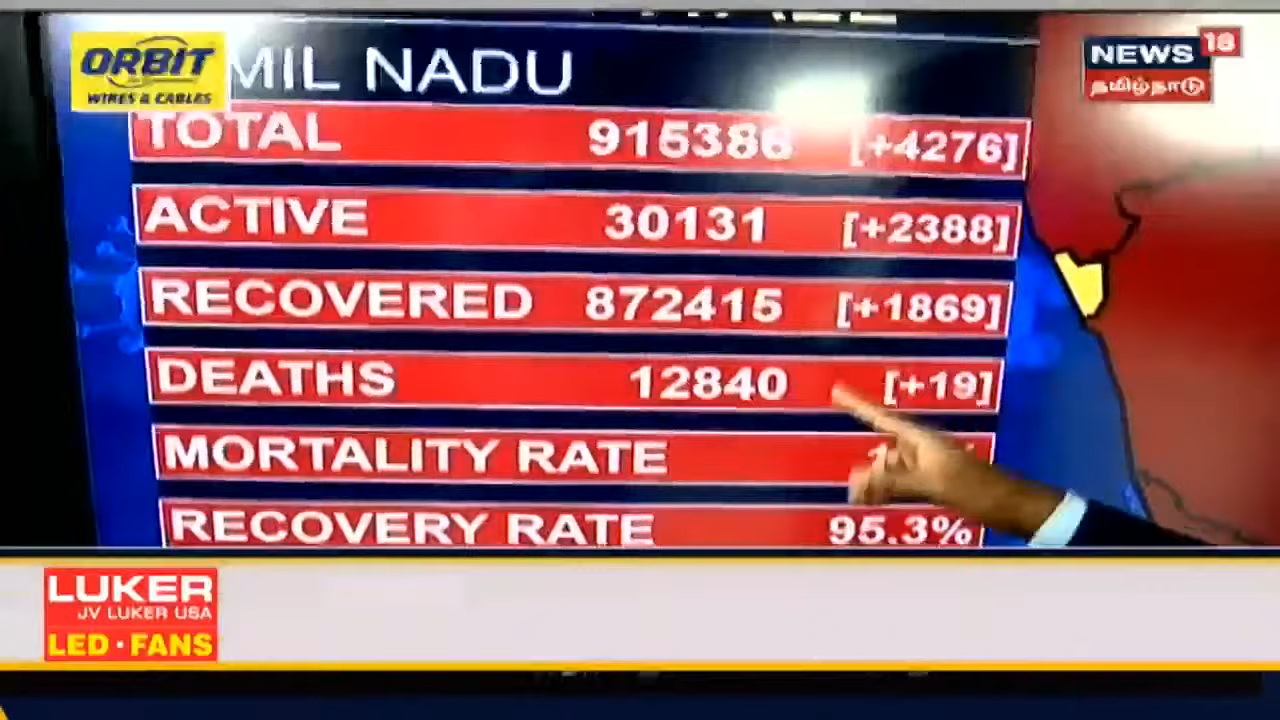 ORBIT
WIRES & CABLES
MIL NADU
NEWS 18
தமிழ்நாடு
TOTAL 915386 [+4276]
ACTIVE 30131 [+2388]
RECOVERED 872415 [+1869]
DEATHS 12840 [+19]
MORTALITY RATE
RECOVERY RATE 95.3%
LUKER
JV LUKER USA
LED · FANS